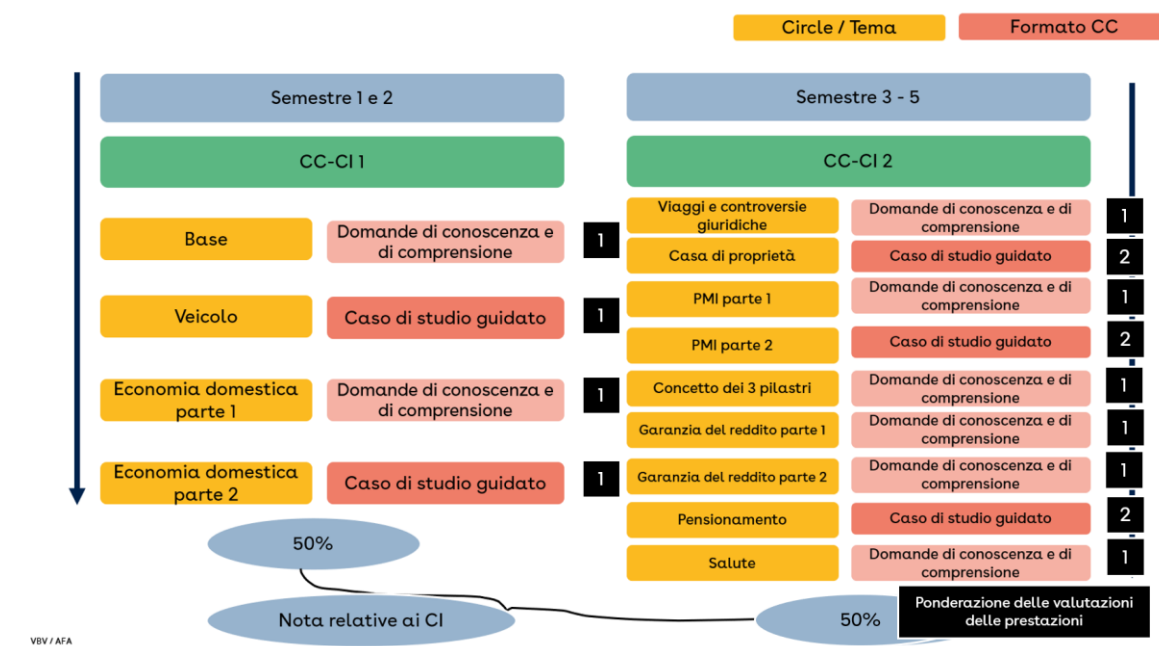 Circle / Tema
Formato CC
Semestre 1 e 2
CC-CI 1
Base
Domande di conoscenza e
di comprensione
1
Veicolo
Caso di studio guidato
1
Economia domestica
parte 1
Domande di conoscenza e
di comprensione
1
Economia domestica
parte 2
Caso di studio guidato
1
50%
Nota relative ai CI
Semestre 3 - 5
CC-CI 2
Viaggi e controversie
giuridiche
Domande di conoscenza e di
comprensione
1
Casa di proprietà
Caso di studio guidato
2
PMI parte 1
Domande di conoscenza e di
comprensione
1
PMI parte 2
Caso di studio guidato
2
Concetto dei 3 pilastri
Domande di conoscenza e di
comprensione
1
Garanzia del reddito parte 1
Domande di conoscenza e di
comprensione
1
Garanzia del reddito parte 2
Domande di conoscenza e di
comprensione
1
Pensionamento
Caso di studio guidato
2
Salute
Domande di conoscenza e di
comprensione
1
50%
Ponderazione delle valutazioni
delle prestazioni
VBV / AFA